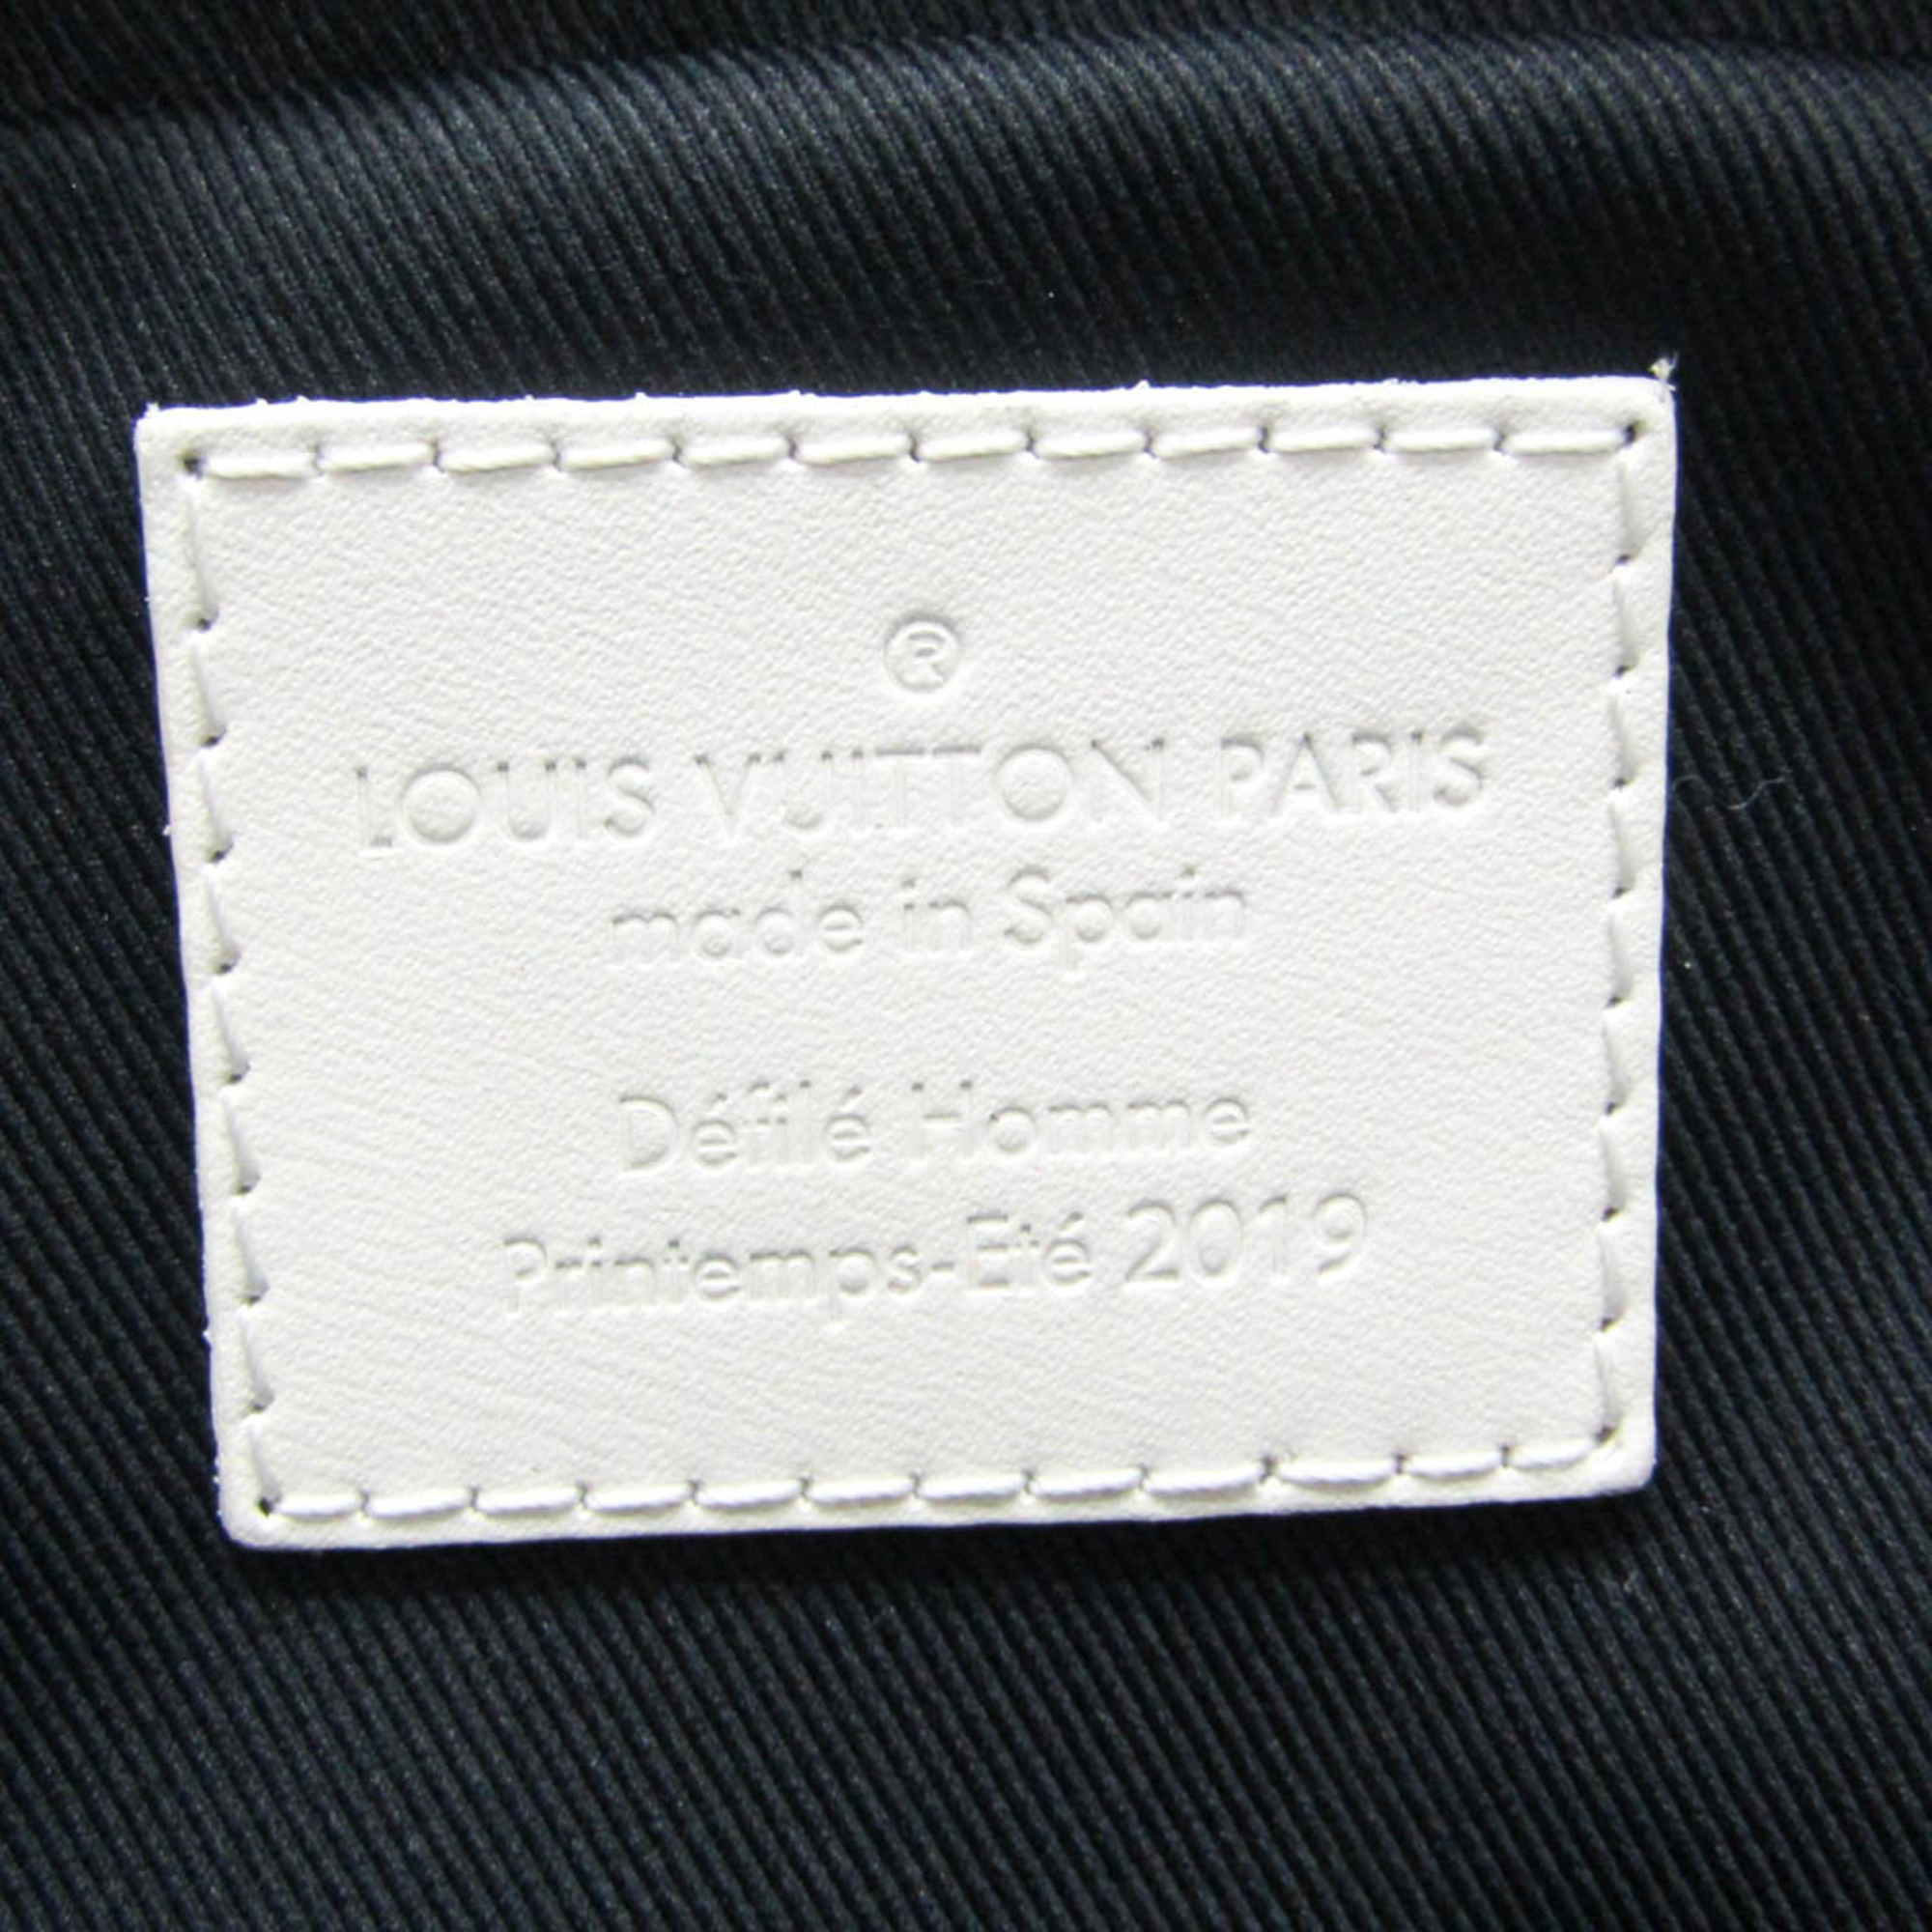 ®
LOUIS VUITTON PARIS
made in Spain
Défilé Homme
Printemps-Eté 2019